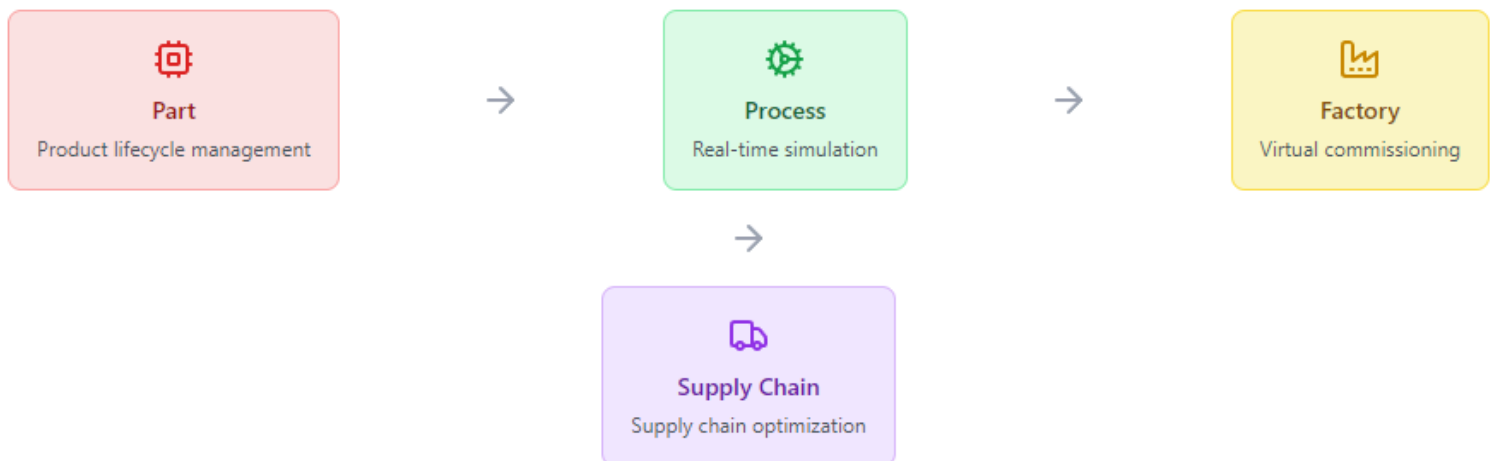 Part
Product lifecycle management
Process
Real-time simulation
Factory
Virtual commissioning
Supply Chain
Supply chain optimization